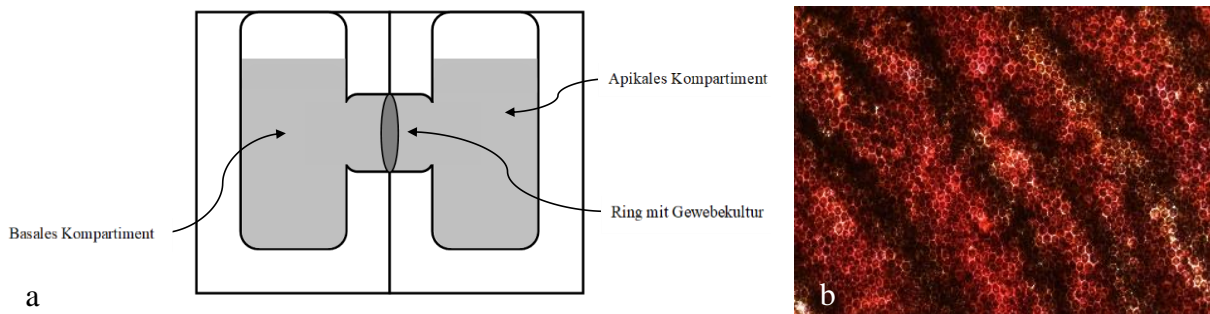 Apikales Kompartiment
Ring mit Gewebekultur
Basales Kompartiment
a
b